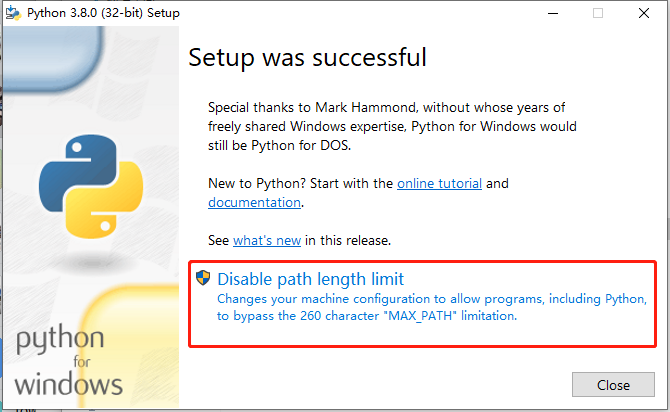 Python 3.8.0 (32-bit) Setup
Setup was successful
Special thanks to Mark Hammond, without whose years of
freely shared Windows expertise, Python for Windows would
still be Python for DOS.
New to Python? Start with the online tutorial and
documentation.
See what's new in this release.
Disable path length limit
Changes your machine configuration to allow programs, including Python,
to bypass the 260 character "MAX_PATH" limitation.
python
for
windows
Close